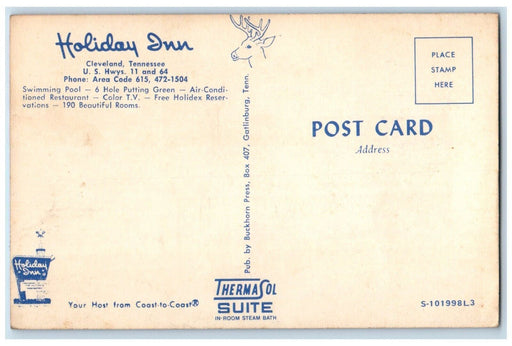 Holiday Inn
Cleveland, Tennessee
U. S. Hwys. 11 and 64
Phone: Area Code 615, 472-1504
Swimming Pool — 6 Hole Putting Green — Air-Condi-
tioned Restaurant — Color T.V. — Free Holidex Reser-
vations — 190 Beautiful Rooms.
Pub. by Buckhorn Press, Box 407, Gatlinburg, Tenn.
PLACE
STAMP
HERE
POST CARD
Address
Holiday
Inn
Your Host from Coast-to-Coast®
THERMASOL
SUITE
IN-ROOM STEAM BATH
S-101998L3